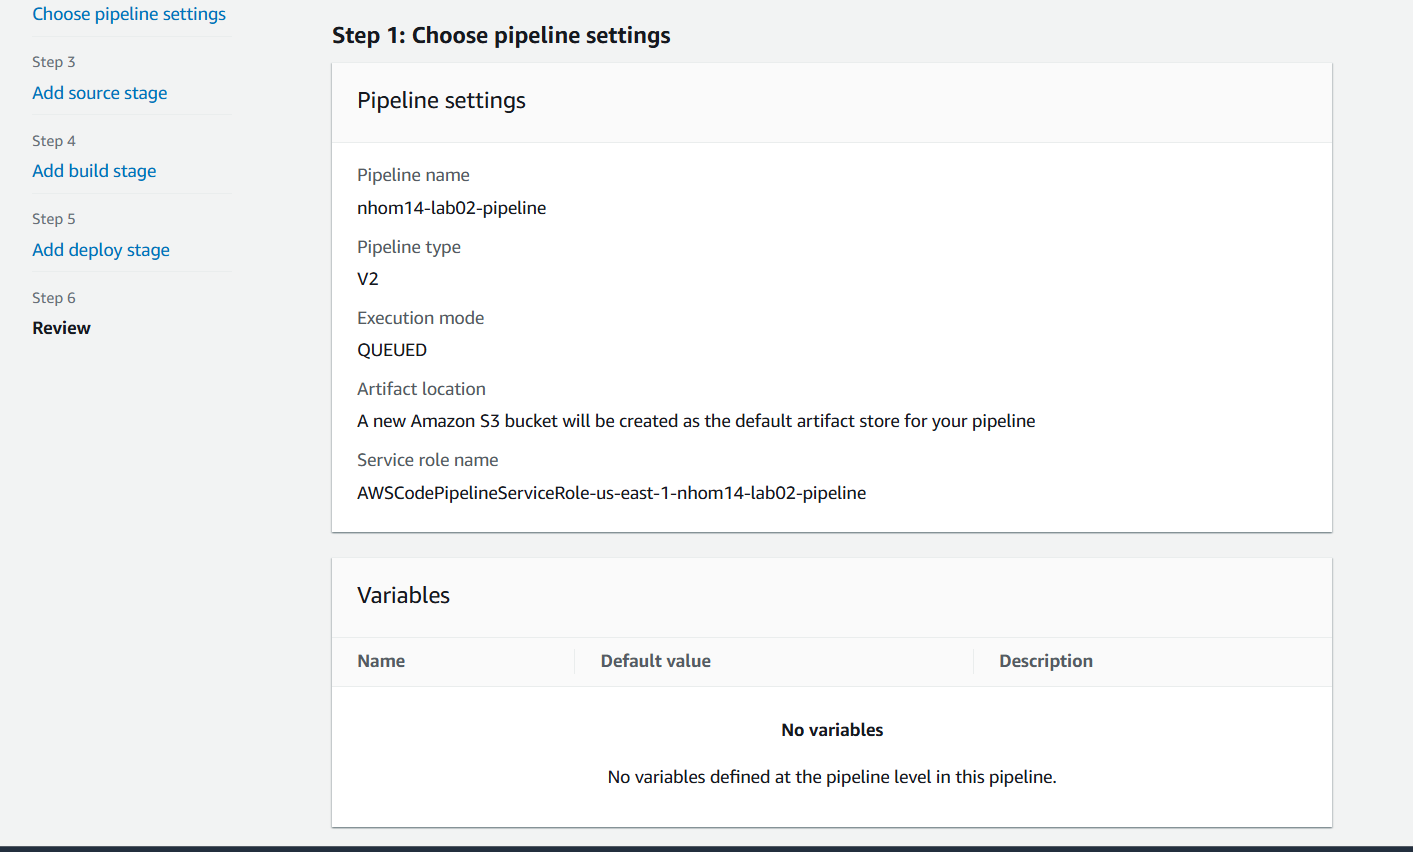 Choose pipeline settings
Step 3
Add source stage
Step 4
Add build stage
Step 5
Add deploy stage
Step 6
Review
Step 1: Choose pipeline settings
Pipeline settings
Pipeline name
nhom14-lab02-pipeline
Pipeline type
V2
Execution mode
QUEUED
Artifact location
A new Amazon S3 bucket will be created as the default artifact store for your pipeline
Service role name
AWSCodePipelineServiceRole-us-east-1-nhom14-lab02-pipeline
Variables
Name Default value Description
No variables
No variables defined at the pipeline level in this pipeline.